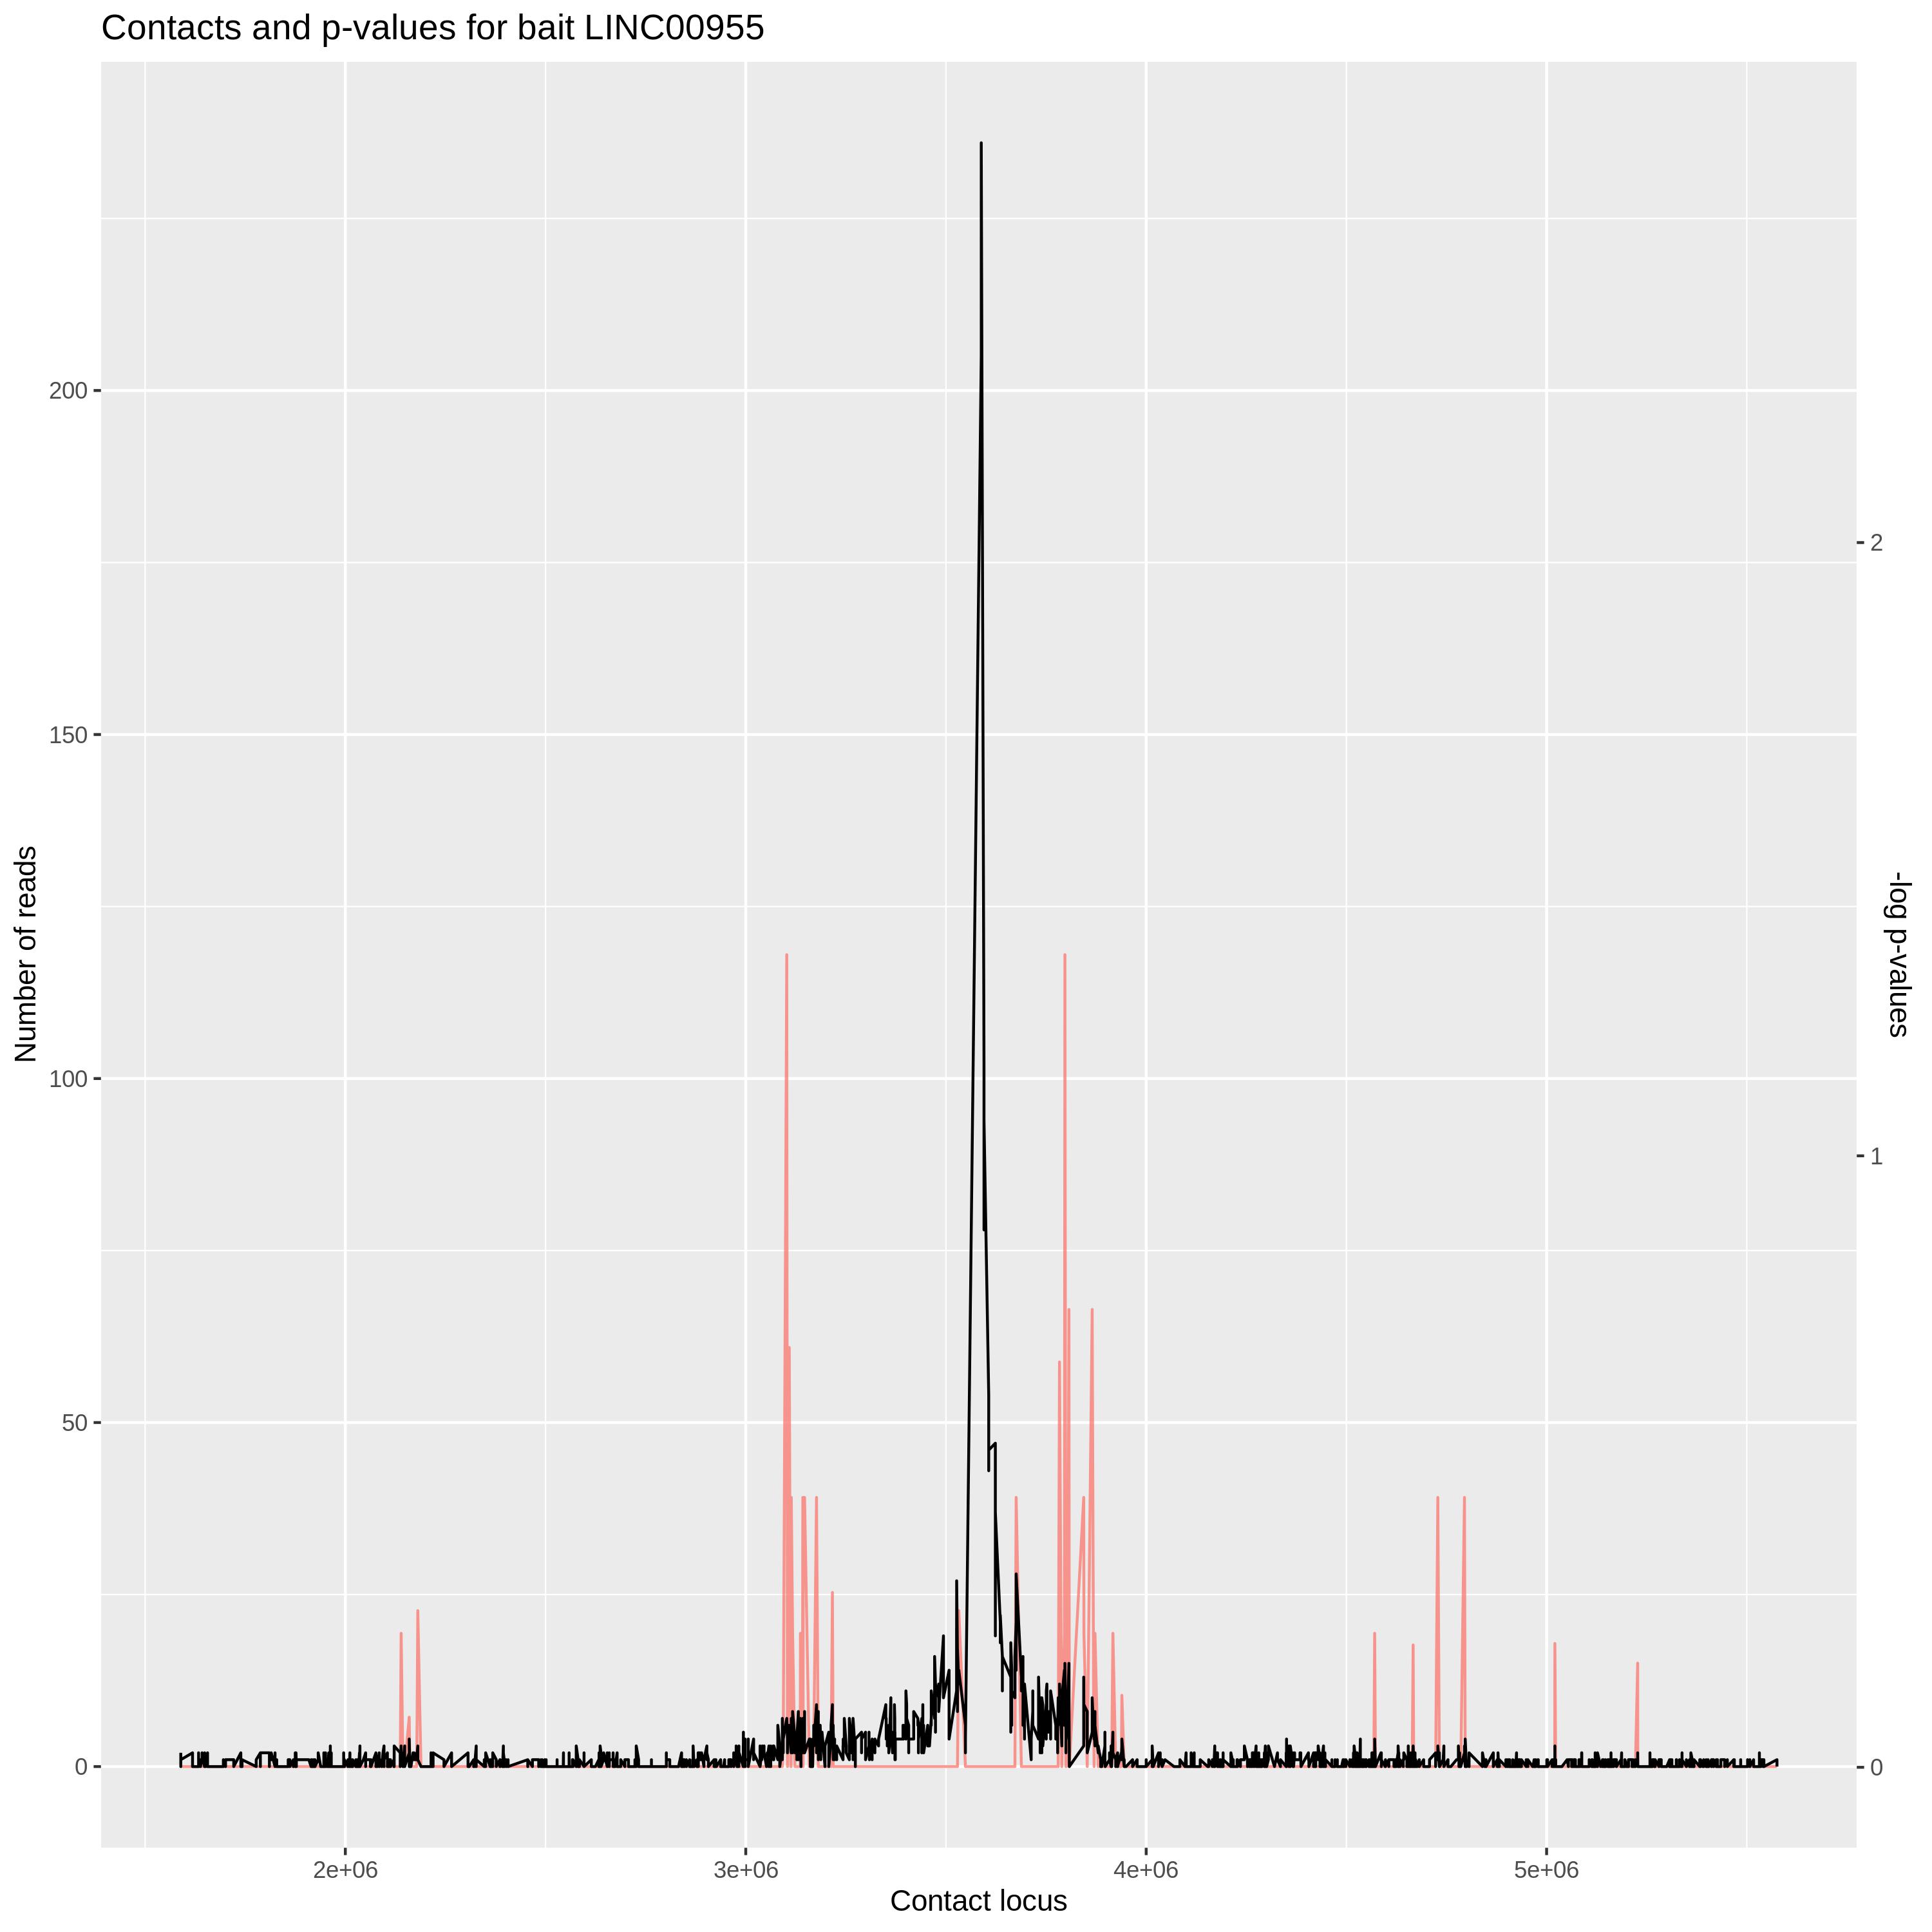 Contacts and p-values for bait LINC00955
200
150
100
50
0
Number of reads
2
1
0
-log p-values
2e+06
3e+06
4e+06
5e+06
Contact locus